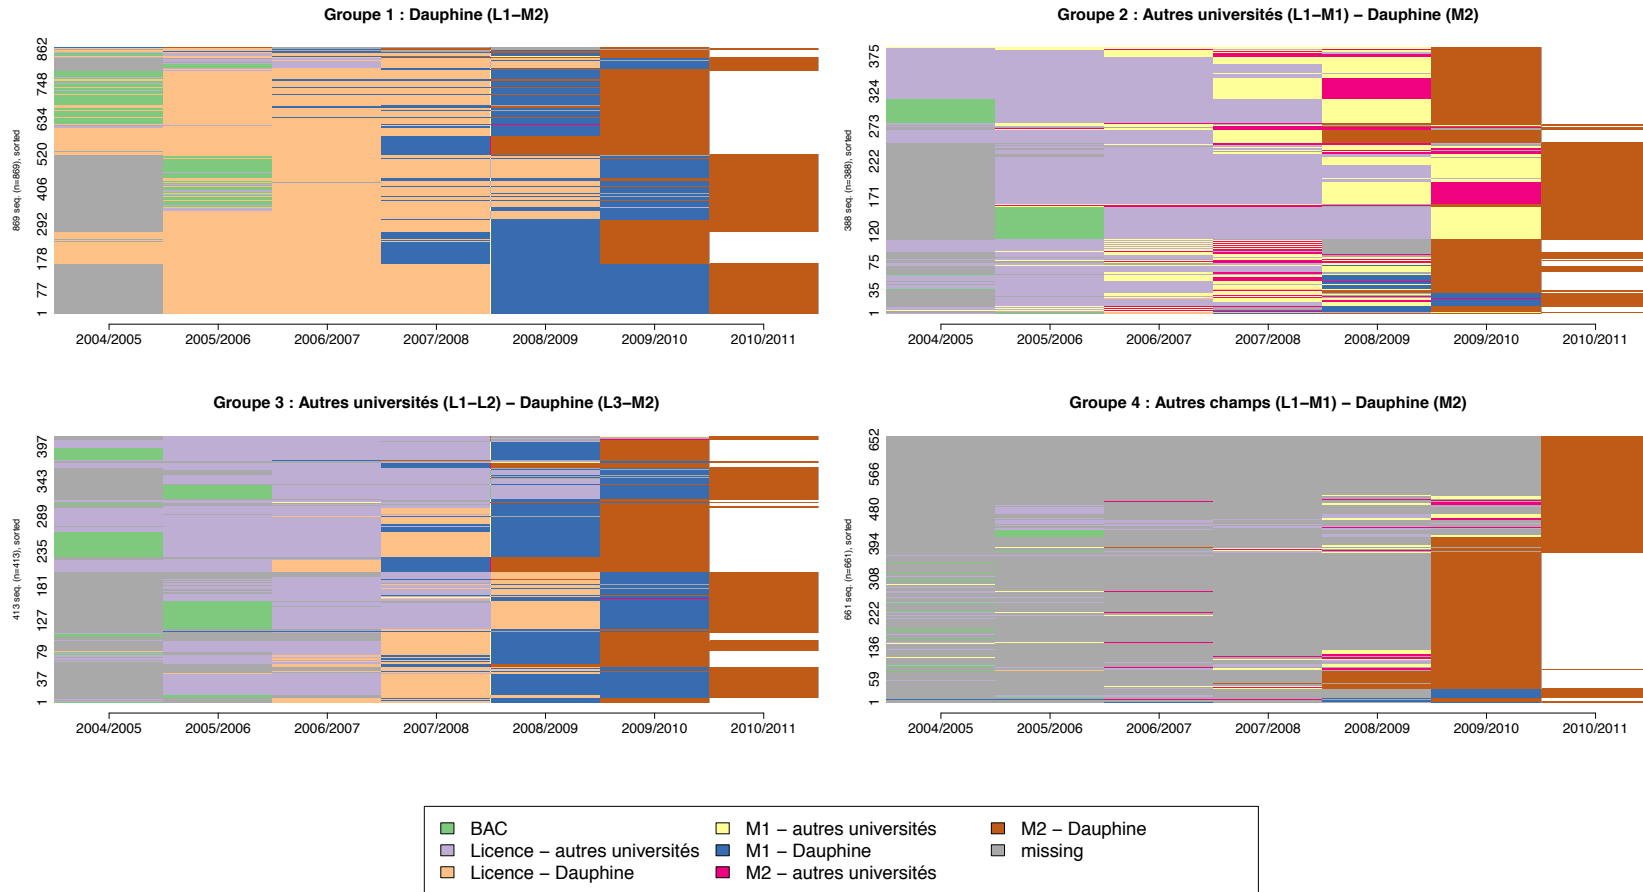 Groupe 1 : Dauphine (L1−M2)
869 seq. (n=869), sorted
862
748
634
520
406
292
178
77
1
2004/2005 2005/2006 2006/2007 2007/2008 2008/2009 2009/2010 2010/2011
Groupe 2 : Autres universités (L1−M1) − Dauphine (M2)
388 seq. (n=388), sorted
375
324
273
222
171
120
75
35
1
2004/2005 2005/2006 2006/2007 2007/2008 2008/2009 2009/2010 2010/2011
Groupe 3 : Autres universités (L1−L2) − Dauphine (L3−M2)
413 seq. (n=413), sorted
397
343
289
235
181
127
79
37
1
2004/2005 2005/2006 2006/2007 2007/2008 2008/2009 2009/2010 2010/2011
Groupe 4 : Autres champs (L1−M1) − Dauphine (M2)
661 seq. (n=661), sorted
652
566
480
394
308
222
136
59
1
2004/2005 2005/2006 2006/2007 2007/2008 2008/2009 2009/2010 2010/2011
BAC
Licence − autres universités
Licence − Dauphine
M1 − autres universités
M1 − Dauphine
M2 − autres universités
M2 − Dauphine
missing